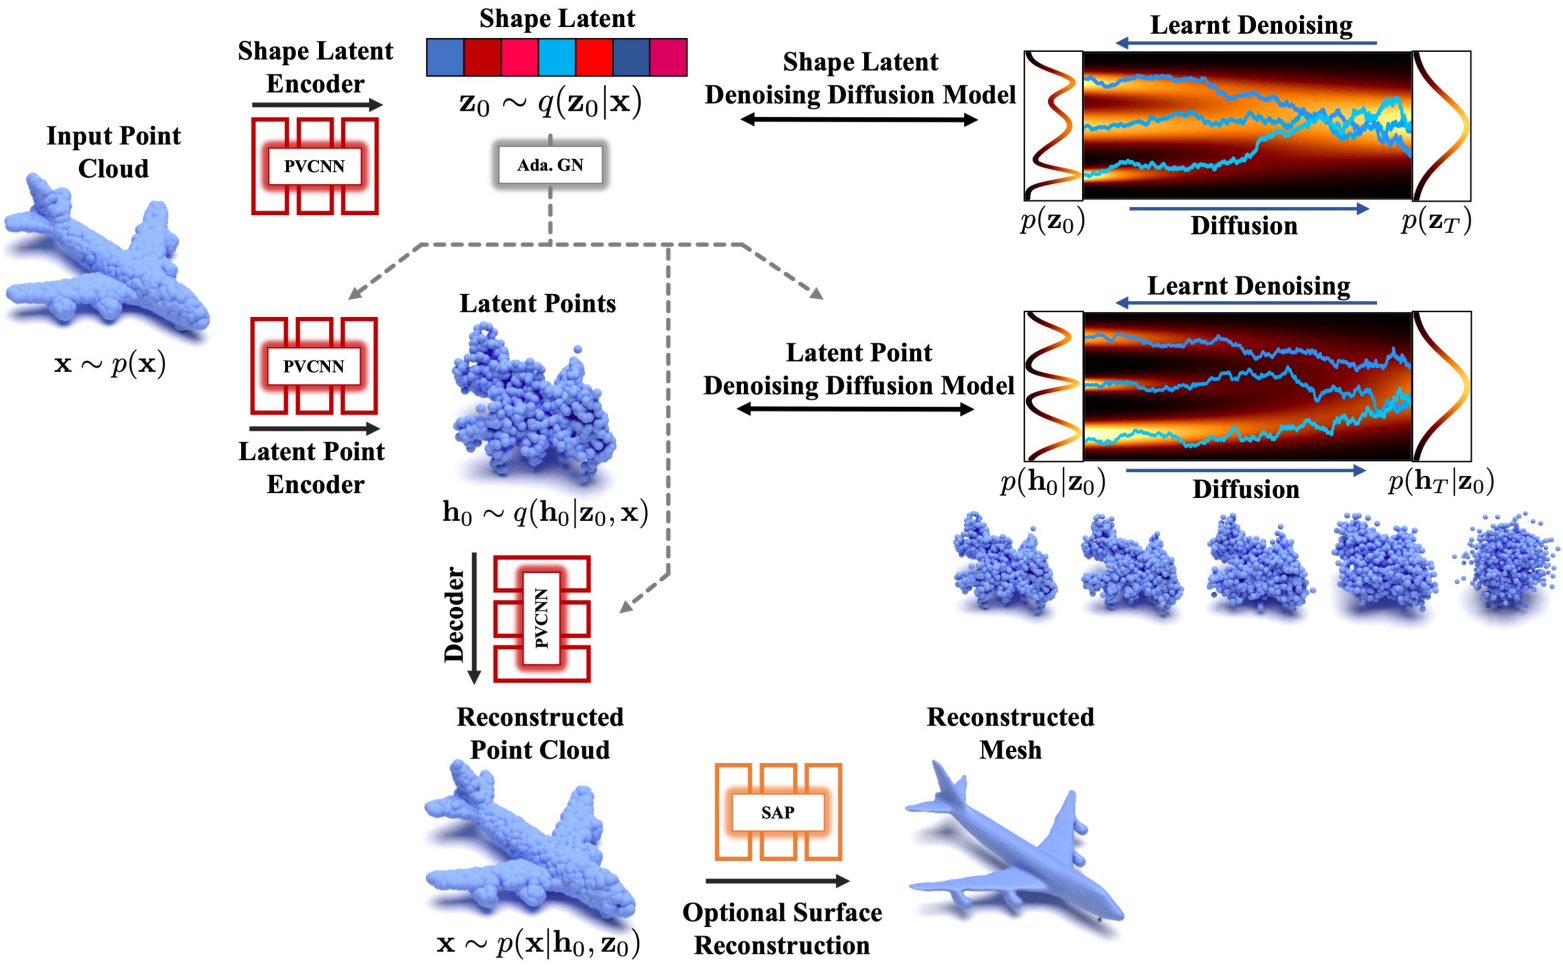 Shape Latent
Shape Latent
Encoder
z₀ ∼ q(z₀|x)
Input Point
Cloud
PVCNN
Ada. GN
x ∼ p(x)
PVCNN
Latent Point
Encoder
Latent Points
h₀ ∼ q(h₀|z₀, x)
Decoder
PVCNN
Reconstructed
Point Cloud
x ∼ p(x|h₀, z₀)
SAP
Optional Surface
Reconstruction
Reconstructed
Mesh
Shape Latent
Denoising Diffusion Model
Learnt Denoising
p(z₀)
Diffusion
p(z_T)
Latent Point
Denoising Diffusion Model
Learnt Denoising
p(h₀|z₀)
Diffusion
p(h_T|z₀)